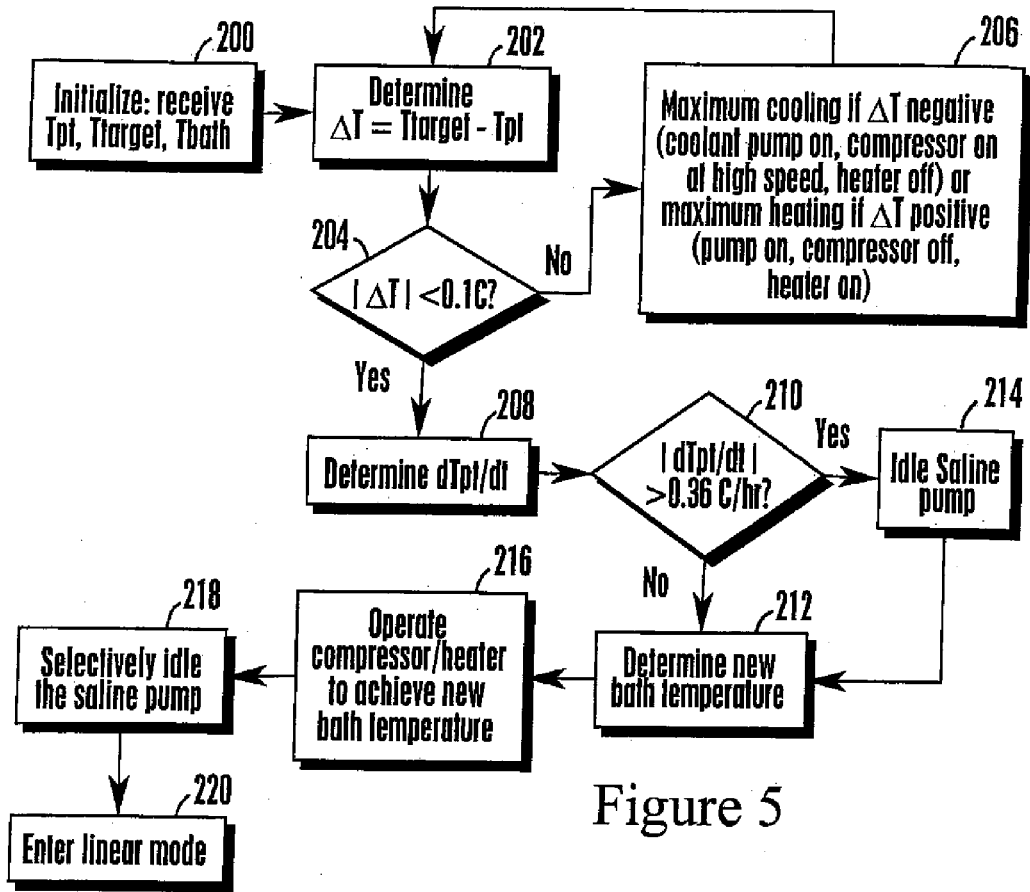 200
Initialize: receive
Tpt, Ttarget, Tbath
202
Determine
ΔT = Ttarget - Tpt
206
Maximum cooling if ΔT negative
(coolant pump on, compressor on
at high speed, heater off) or
maximum heating if ΔT positive
(pump on, compressor off,
heater on)
204
| ΔT | <0.1C?
No
Yes
208
Determine dTpt/dt
210
| dTpt/dt |
>0.36 C/hr?
Yes
No
214
Idle Saline
pump
212
Determine new
bath temperature
216
Operate
compressor/heater
to achieve new
bath temperature
218
Selectively idle
the saline pump
220
Enter linear mode
Figure 5